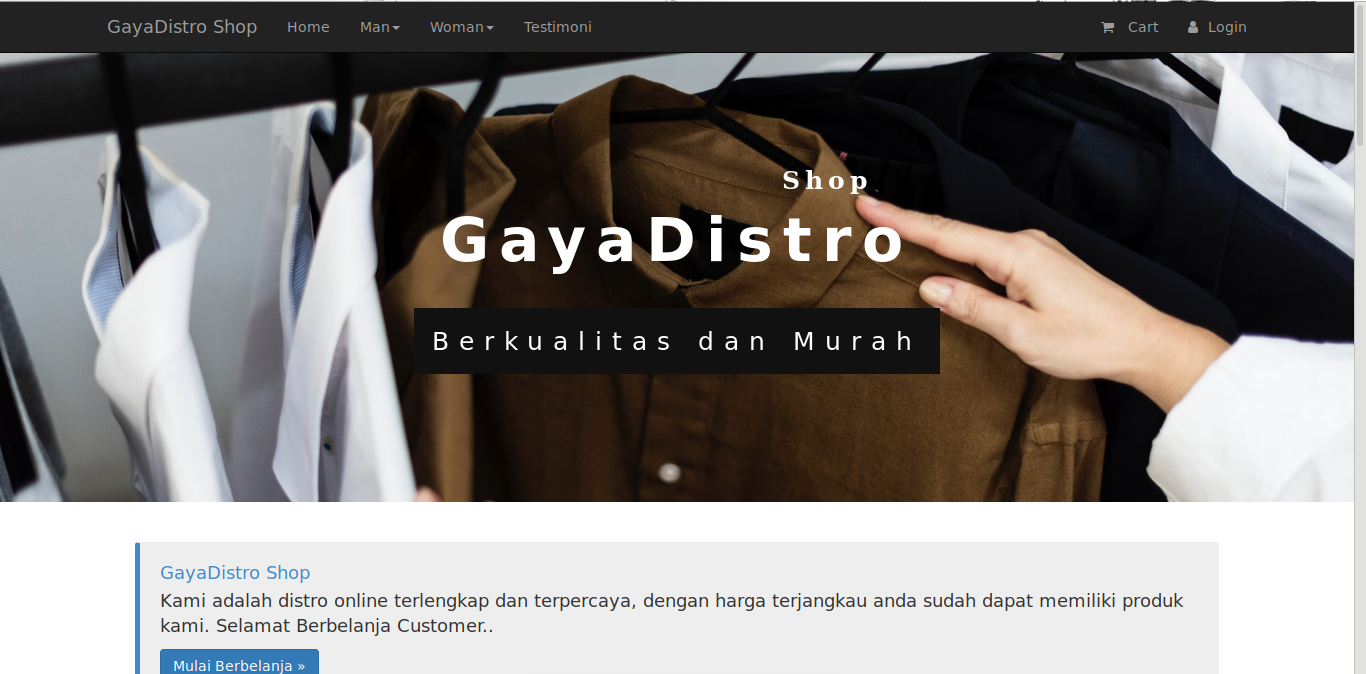 GayaDistro Shop Home Man Woman Testimoni Cart Login
Shop
GayaDistro
Berkualitas dan Murah
GayaDistro Shop
Kami adalah distro online terlengkap dan terpercaya, dengan harga terjangkau anda sudah dapat memiliki produk
kami. Selamat Berbelanja Customer..
Mulai Berbelanja »